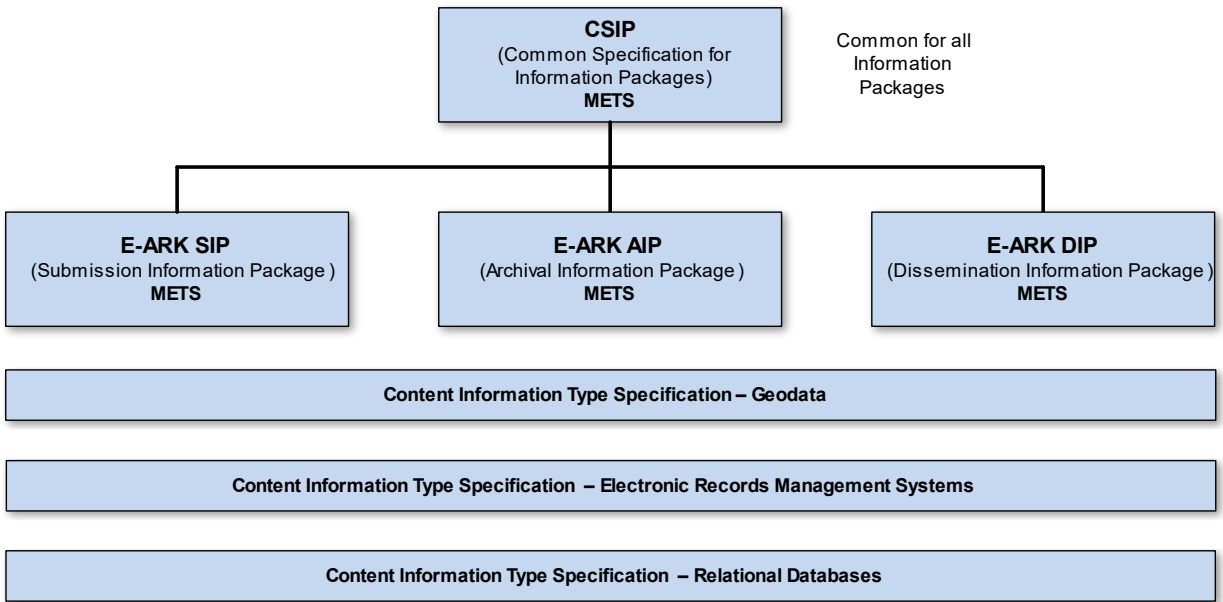 CSIP
(Common Specification for
Information Packages)
METS
Common for all
Information
Packages
E-ARK SIP
(Submission Information Package )
METS
E-ARK AIP
(Archival Information Package )
METS
E-ARK DIP
(Dissemination Information Package )
METS
Content Information Type Specification – Geodata
Content Information Type Specification – Electronic Records Management Systems
Content Information Type Specification – Relational Databases